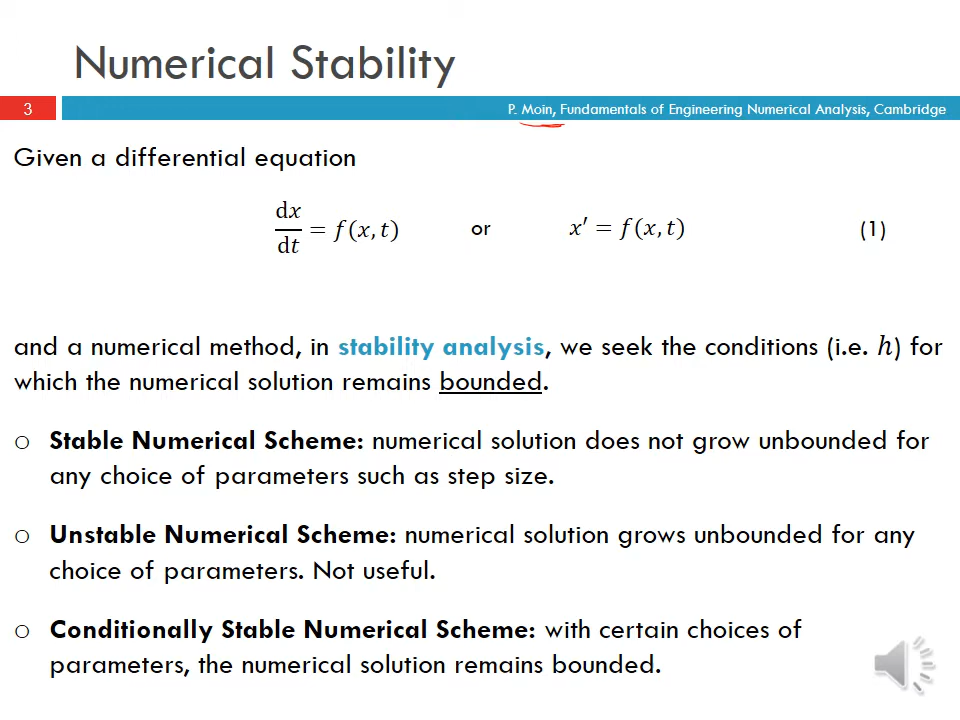 Numerical Stability
3
P. Moin, Fundamentals of Engineering Numerical Analysis, Cambridge
Given a differential equation
dx/dt = f(x, t) or x′ = f(x, t) (1)
and a numerical method, in stability analysis, we seek the conditions (i.e. h) for
which the numerical solution remains bounded.
o Stable Numerical Scheme: numerical solution does not grow unbounded for
any choice of parameters such as step size.
o Unstable Numerical Scheme: numerical solution grows unbounded for any
choice of parameters. Not useful.
o Conditionally Stable Numerical Scheme: with certain choices of
parameters, the numerical solution remains bounded.